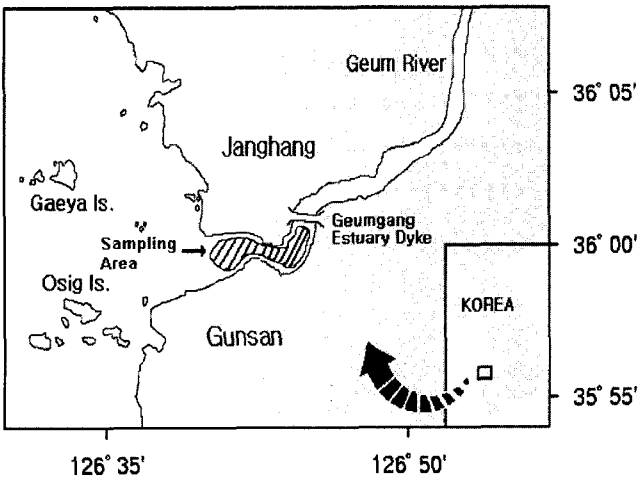 Geum River
36° 05'
Janghang
Gaeya Is.
Geumgang
Estuary Dyke
Sampling
Area
36° 00'
Osig Is.
KOREA
Gunsan
35° 55'
126° 35'
126° 50'